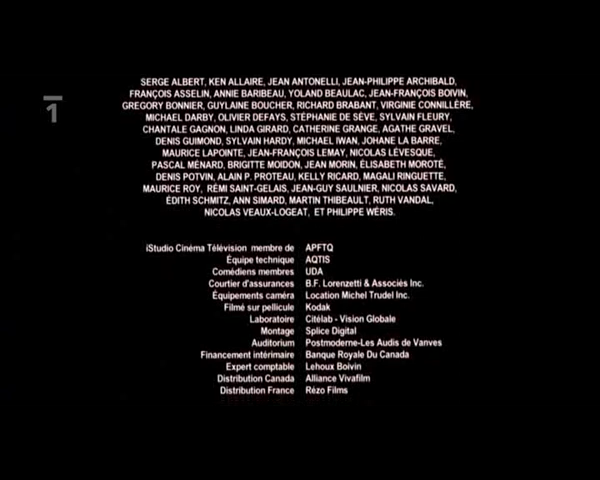 SERGE ALBERT, KEN ALLAIRE, JEAN ANTONELLI, JEAN-PHILIPPE ARCHIBALD,
FRANÇOIS ASSELIN, ANNIE BARIBEAU, YOLAND BEAULAC, JEAN-FRANÇOIS BOIVIN,
GREGORY BONNIER, GUYLAINE BOUCHER, RICHARD BRABANT, VIRGINIE CONNILLÈRE,
MICHAEL DARBY, OLIVIER DEFAYS, STÉPHANIE DE SÈVE, SYLVAIN FLEURY,
CHANTALE GAGNON, LINDA GIRARD, CATHERINE GRANGE, AGATHE GRAVEL,
DENIS GUIMOND, SYLVAIN HARDY, MICHAEL IWAN, JOHANE LA BARRE,
MAURICE LAPOINTE, JEAN-FRANÇOIS LEMAY, NICOLAS LÉVESQUE,
PASCAL MÉNARD, BRIGITTE MOIDON, JEAN MORIN, ÉLISABETH MOROTÉ,
DENIS POTVIN, ALAIN P. PROTEAU, KELLY RICARD, MAGALI RINGUETTE,
MAURICE ROY, RÉMI SAINT-GELAIS, JEAN-GUY SAULNIER, NICOLAS SAVARD,
ÉDITH SCHMITZ, ANN SIMARD, MARTIN THIBEAULT, RUTH VANDAL,
NICOLAS VEAUX-LOGEAT, ET PHILIPPE WÉRIS.
1
iStudio Cinéma Télévision membre de APFTQ
Équipe technique AQTIS
Comédiens membres UDA
Courtier d'assurances B.F. Lorenzetti & Associès Inc.
Équipements caméra Location Michel Trudel Inc.
Filmé sur pellicule Kodak
Laboratoire Citélab - Vision Globale
Montage Splice Digital
Auditorium Postmoderne-Les Audis de Vanves
Financement intérimaire Banque Royale Du Canada
Expert comptable Lehoux Boivin
Distribution Canada Alliance Vivafilm
Distribution France Rézo Films